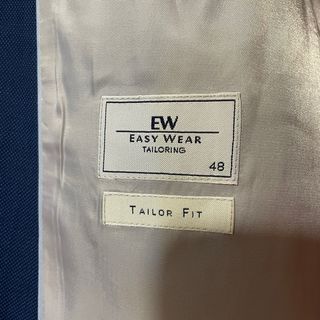 EW
EASY WEAR
TAILORING
48
TAILOR FIT